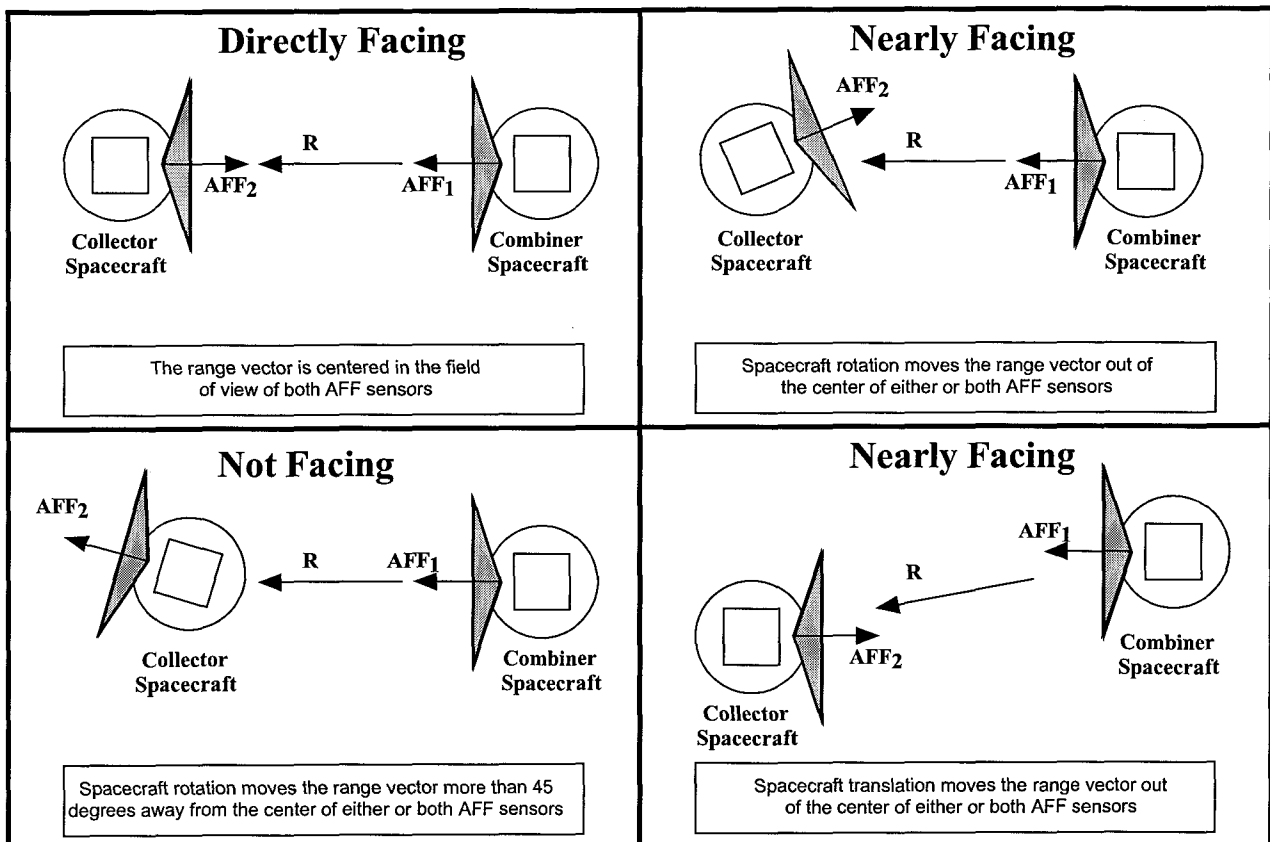 Directly Facing
R
AFF2
AFF1
Collector
Spacecraft
Combiner
Spacecraft
The range vector is centered in the field
of view of both AFF sensors
Nearly Facing
AFF2
R
AFF1
Collector
Spacecraft
Combiner
Spacecraft
Spacecraft rotation moves the range vector out of
the center of either or both AFF sensors
Not Facing
AFF2
R
AFF1
Collector
Spacecraft
Combiner
Spacecraft
Spacecraft rotation moves the range vector more than 45
degrees away from the center of either or both AFF sensors
Nearly Facing
AFF1
R
AFF2
Combiner
Spacecraft
Collector
Spacecraft
Spacecraft translation moves the range vector out
of the center of either or both AFF sensors